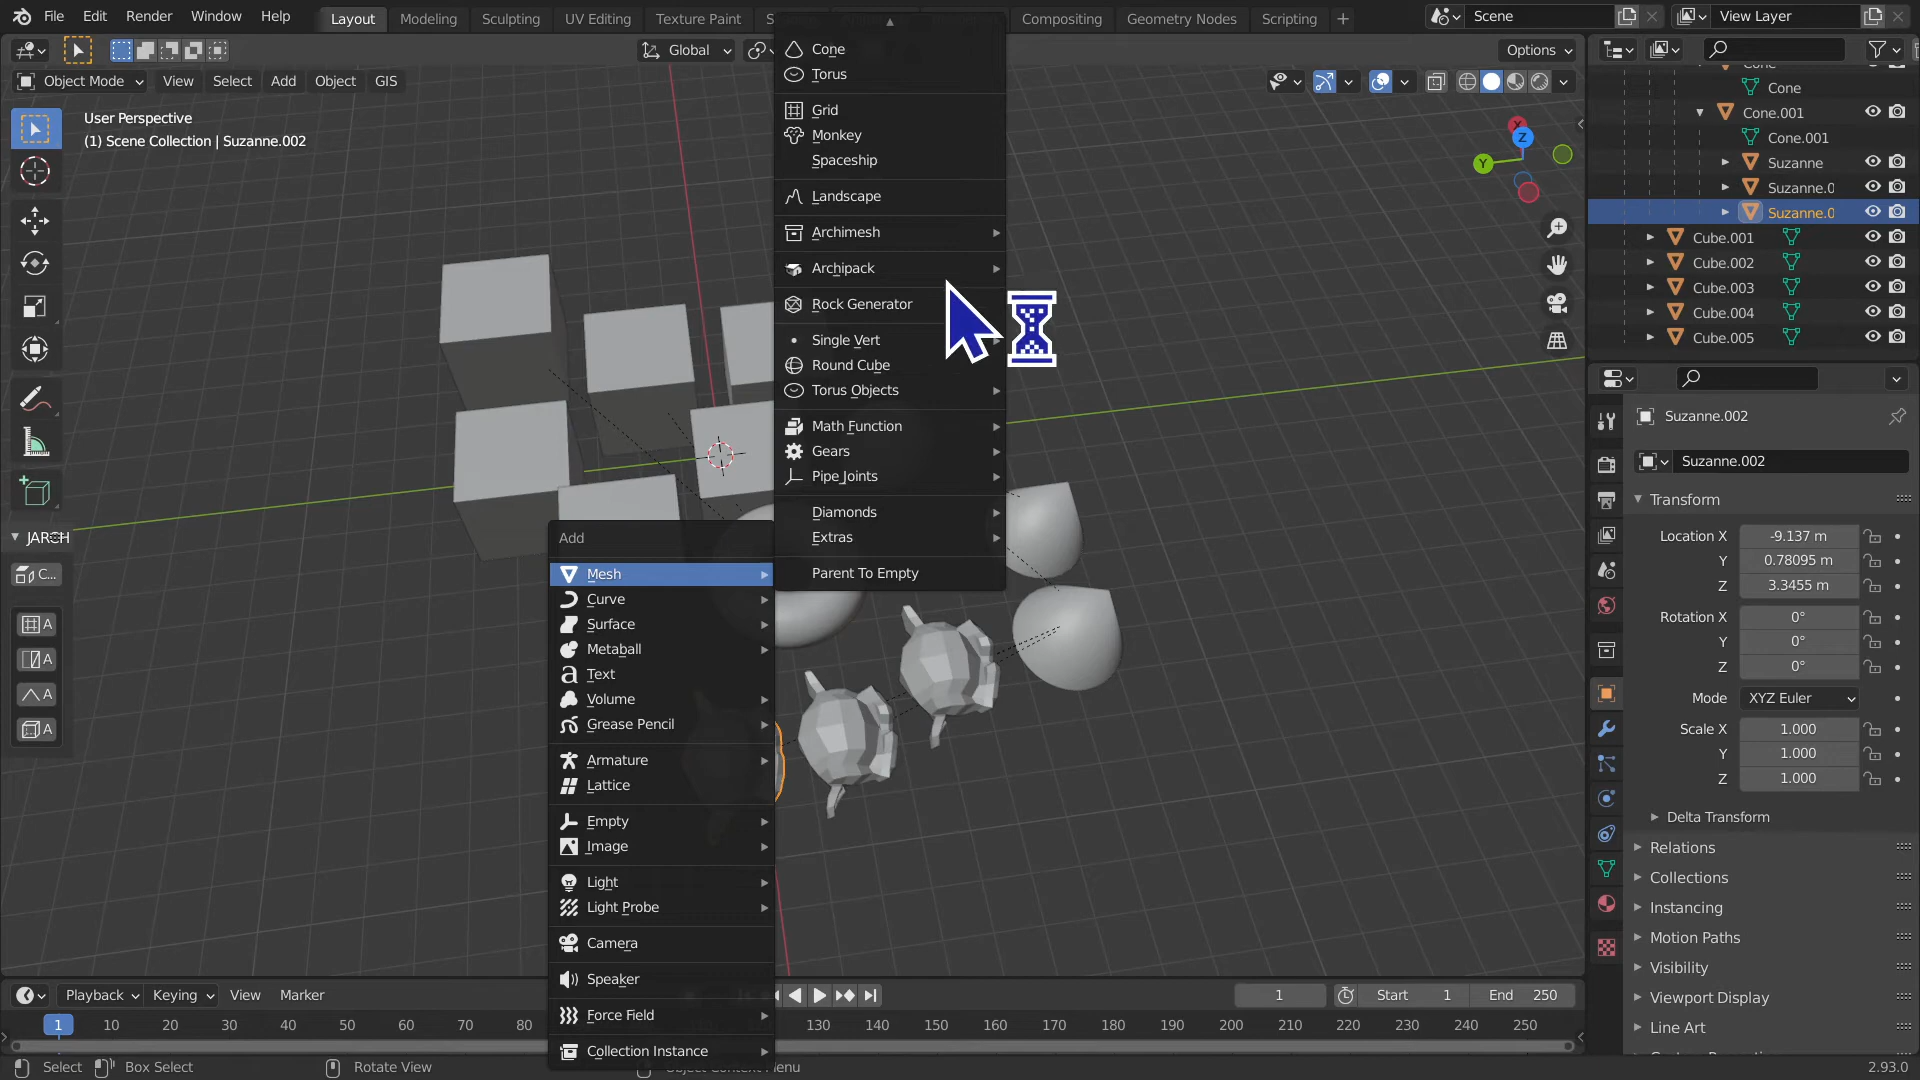 File Edit Render Window Help Layout Modeling Sculpting UV Editing Texture Paint Compositing Geometry Nodes Scripting Scene View Layer
Global Options
Object Mode View Select Add Object GIS
User Perspective
(1) Scene Collection | Suzanne.002
Cone
Torus
Grid
Monkey
Spaceship
Landscape
Archimesh
Archipack
Rock Generator
Single Vert
Round Cube
Torus Objects
Math Function
Gears
Pipe Joints
Diamonds
Extras
Parent To Empty
Add
Mesh
Curve
Surface
Metaball
Text
Volume
Grease Pencil
Armature
Lattice
Empty
Image
Light
Light Probe
Camera
Speaker
Force Field
Collection Instance
JARCH
C...
A
A
A
A
X
Z
Y
Cone
Cone
Cone.001
Cone.001
Suzanne
Suzanne.0
Suzanne.0
Cube.001
Cube.002
Cube.003
Cube.004
Cube.005
Suzanne.002
Suzanne.002
Transform
Location X -9.137 m
Y 0.78095 m
Z 3.3455 m
Rotation X 0°
Y 0°
Z 0°
Mode XYZ Euler
Scale X 1.000
Y 1.000
Z 1.000
Delta Transform
Relations
Collections
Instancing
Motion Paths
Visibility
Viewport Display
Line Art
Playback Keying View Marker 1 Start 1 End 250
1 10 20 30 40 50 60 70 80 130 140 150 160 170 180 190 200 210 220 230 240 250
Select Box Select Rotate View Object Context Menu 2.93.0